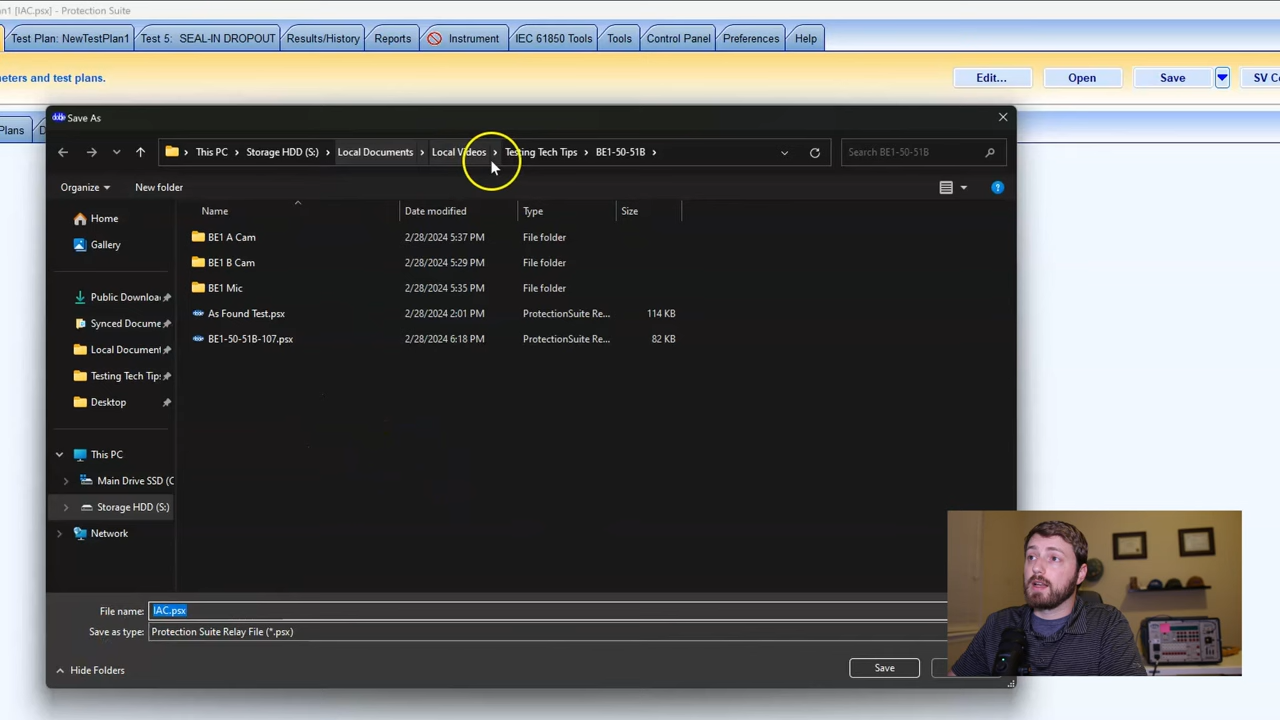 n1 [IAC.psx] - Protection Suite
Test Plan: NewTestPlan1 Test 5: SEAL-IN DROPOUT Results/History Reports Instrument IEC 61850 Tools Tools Control Panel Preferences Help
eters and test plans. Edit... Open Save SV Co
Plans D
doble Save As
This PC Storage HDD (S:) Local Documents Local Videos Testing Tech Tips BE1-50-51B Search BE1-50-51B
Organize New folder
Name Date modified Type Size
Home
Gallery
BE1 A Cam 2/28/2024 5:37 PM File folder
BE1 B Cam 2/28/2024 5:29 PM File folder
BE1 Mic 2/28/2024 5:35 PM File folder
As Found Test.psx 2/28/2024 2:01 PM ProtectionSuite Re... 114 KB
BE1-50-51B-107.psx 2/28/2024 6:18 PM ProtectionSuite Re... 82 KB
Public Downloa
Synced Docume
Local Document
Testing Tech Tip
Desktop
This PC
Main Drive SSD (C
Storage HDD (S:)
Network
File name: IAC.psx
Save as type: Protection Suite Relay File (*.psx)
Hide Folders Save